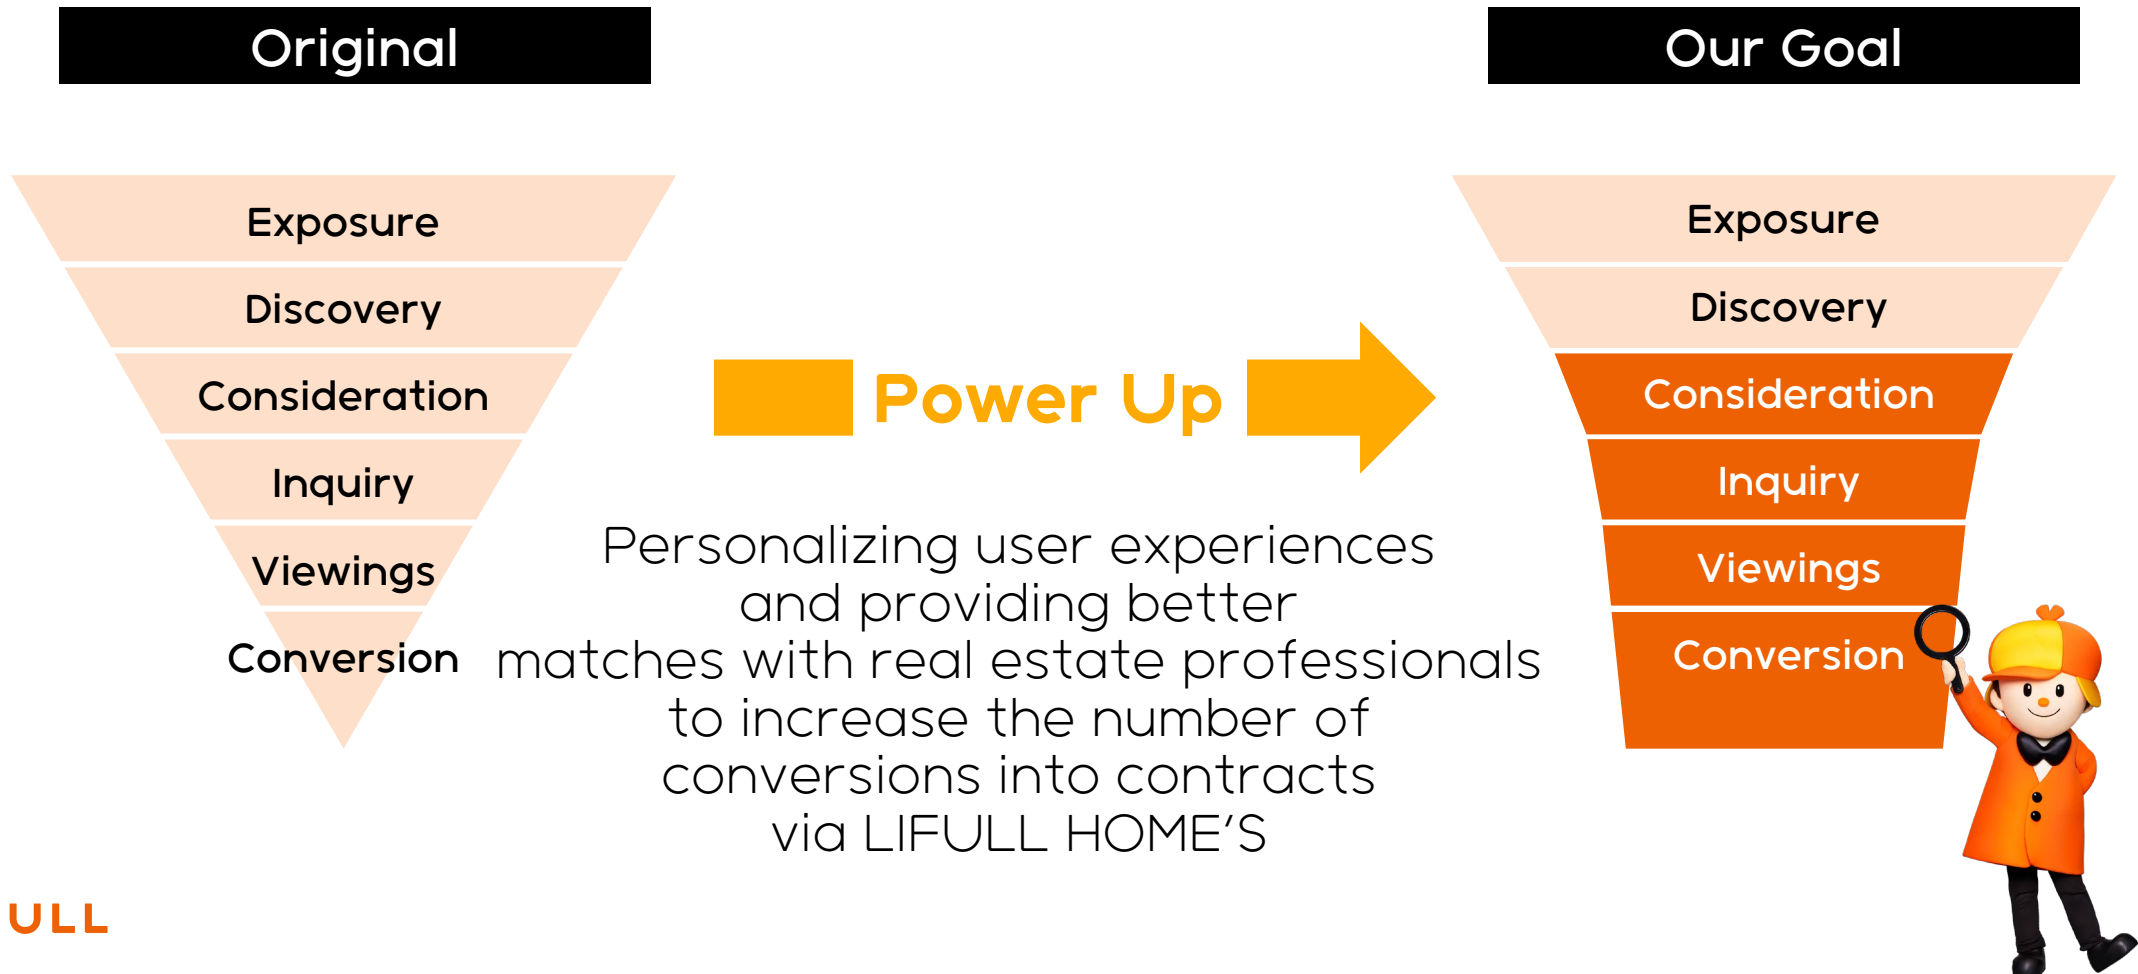 Original
Exposure
Discovery
Consideration
Inquiry
Viewings
Conversion
Power Up
Personalizing user experiences
and providing better
matches with real estate professionals
to increase the number of
conversions into contracts
via LIFULL HOME'S
Our Goal
Exposure
Discovery
Consideration
Inquiry
Viewings
Conversion
ULL